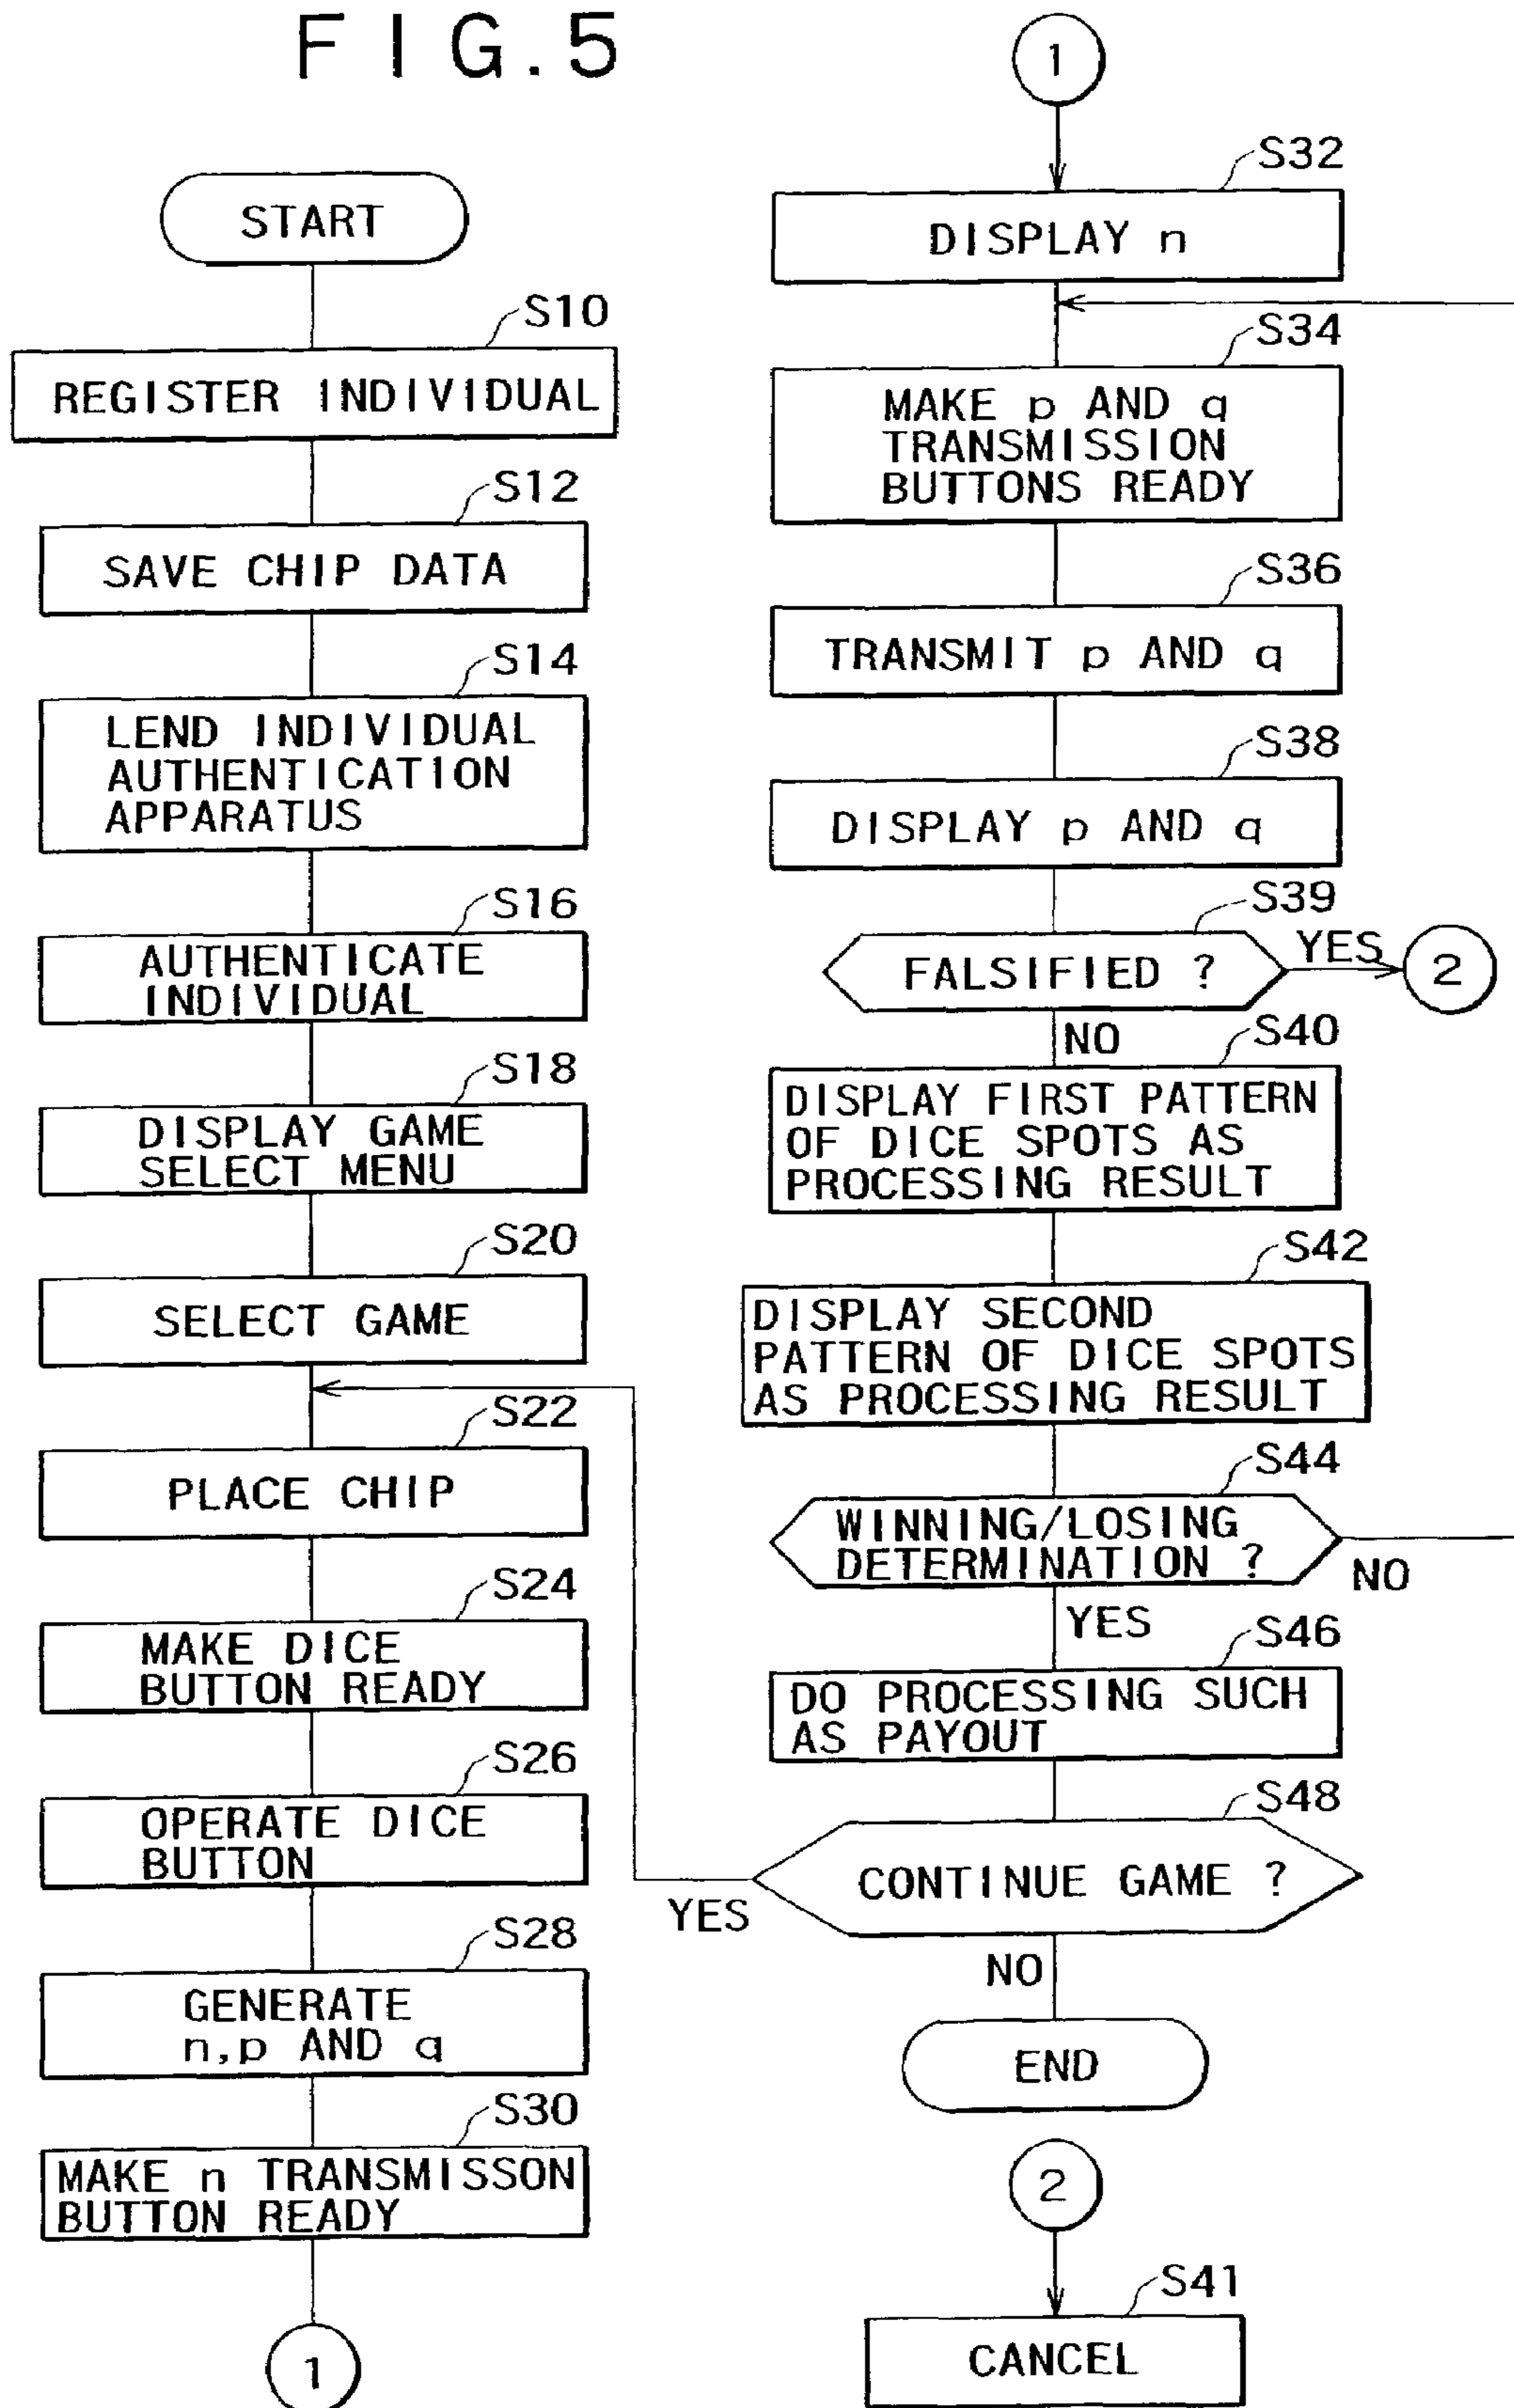 FIG.5
START
S10
REGISTER INDIVIDUAL
S12
SAVE CHIP DATA
S14
LEND INDIVIDUAL
AUTHENTICATION
APPARATUS
S16
AUTHENTICATE
INDIVIDUAL
S18
DISPLAY GAME
SELECT MENU
S20
SELECT GAME
S22
PLACE CHIP
S24
MAKE DICE
BUTTON READY
S26
OPERATE DICE
BUTTON
S28
GENERATE
n,p AND q
S30
MAKE n TRANSMISSON
BUTTON READY
1
1
S32
DISPLAY n
S34
MAKE p AND q
TRANSMISSION
BUTTONS READY
S36
TRANSMIT p AND q
S38
DISPLAY p AND q
S39
FALSIFIED ?
YES
2
NO
S40
DISPLAY FIRST PATTERN
OF DICE SPOTS AS
PROCESSING RESULT
S42
DISPLAY SECOND
PATTERN OF DICE SPOTS
AS PROCESSING RESULT
S44
WINNING/LOSING
DETERMINATION ?
NO
YES
S46
DO PROCESSING SUCH
AS PAYOUT
S48
CONTINUE GAME ?
YES
NO
END
2
S41
CANCEL